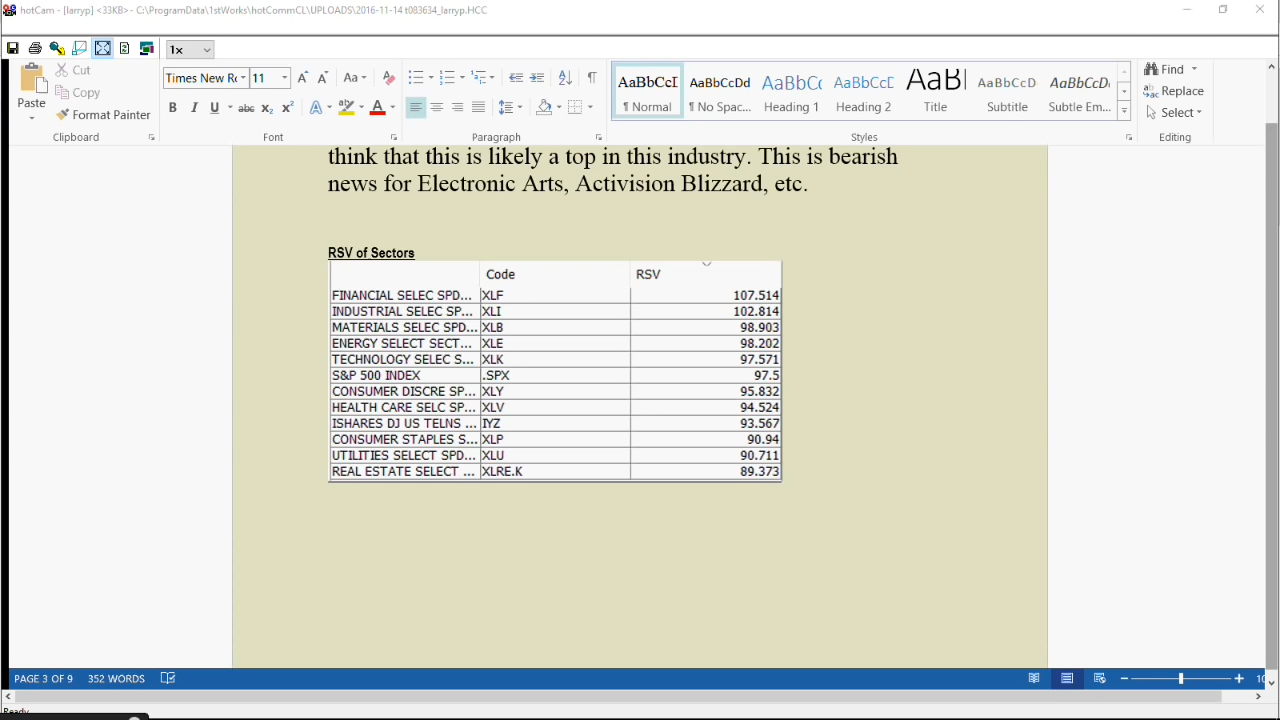 hotCam - [larryp] <33KB> - C:\ProgramData\1stWorks\hotCommCL\UPLOADS\2016-11-14 t083634_larryp.HCC
1x
Paste
Cut
Copy
Format Painter
Clipboard
Times New R
11
Aa
B I U abc X₂ X²
A
Font
Paragraph
AaBbCcI AaBbCcDd AaBbCc AaBbCcC AaBl AaBbCcD AaBbCcDc
¶ Normal ¶ No Spac... Heading 1 Heading 2 Title Subtitle Subtle Em...
Styles
Find
Replace
Select
Editing
think that this is likely a top in this industry. This is bearish
news for Electronic Arts, Activision Blizzard, etc.
RSV of Sectors
Code RSV
FINANCIAL SELEC SPD... XLF 107.514
INDUSTRIAL SELEC SP... XLI 102.814
MATERIALS SELEC SPD... XLB 98.903
ENERGY SELECT SECT... XLE 98.202
TECHNOLOGY SELEC S... XLK 97.571
S&P 500 INDEX .SPX 97.5
CONSUMER DISCRE SP... XLY 95.832
HEALTH CARE SELC SP... XLV 94.524
ISHARES DJ US TELNS ... IYZ 93.567
CONSUMER STAPLES S... XLP 90.94
UTILITIES SELECT SPD... XLU 90.711
REAL ESTATE SELECT ... XLRE.K 89.373
PAGE 3 OF 9 352 WORDS
Ready